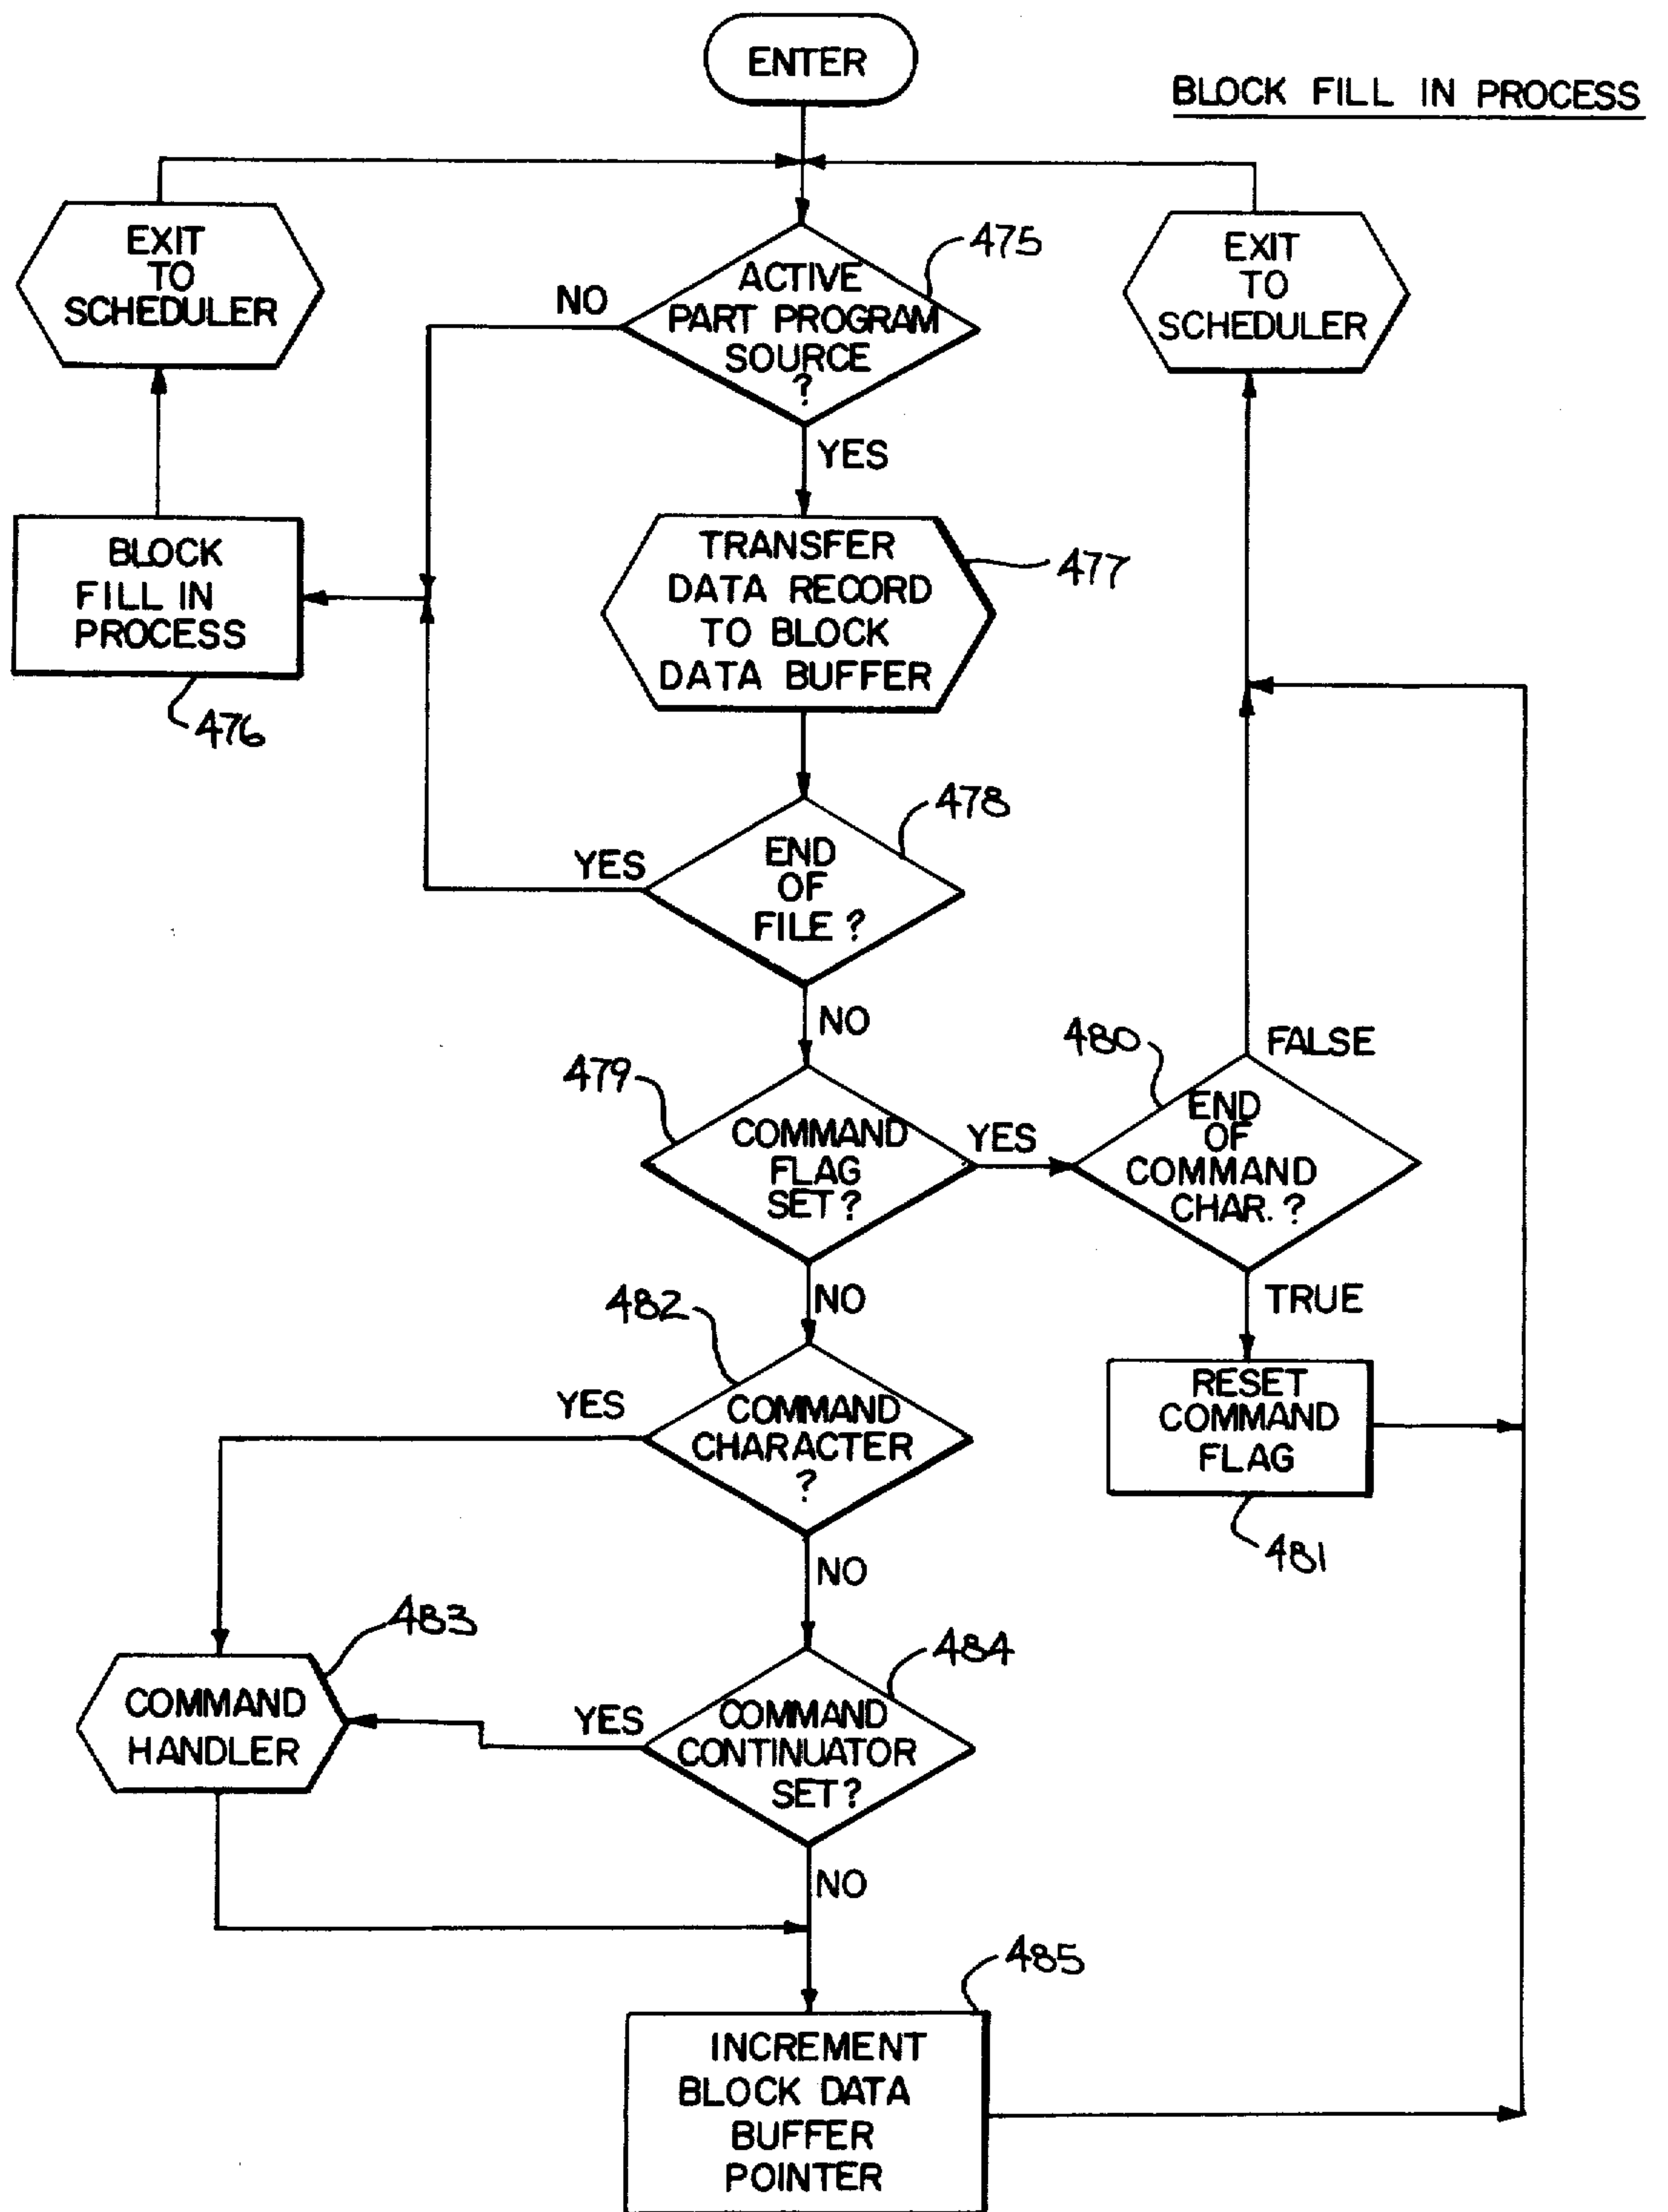 ENTER
BLOCK FILL IN PROCESS
EXIT
TO
SCHEDULER
475
NO
ACTIVE
PART PROGRAM
SOURCE
?
EXIT
TO
SCHEDULER
YES
BLOCK
FILL IN
PROCESS
476
TRANSFER
DATA RECORD
TO BLOCK
DATA BUFFER
477
478
YES
END
OF
FILE ?
NO
479
COMMAND
FLAG
SET ?
YES
480
FALSE
END
OF
COMMAND
CHAR. ?
NO
TRUE
482
YES
COMMAND
CHARACTER
?
RESET
COMMAND
FLAG
481
NO
483
COMMAND
HANDLER
484
YES
COMMAND
CONTINUATOR
SET ?
NO
485
INCREMENT
BLOCK DATA
BUFFER
POINTER